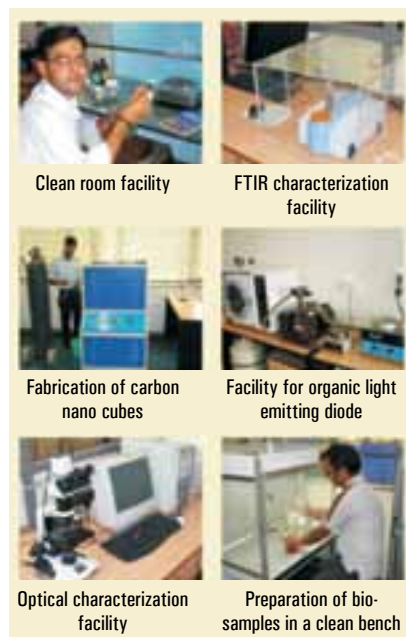 Clean room facility
FTIR characterization
facility
Fabrication of carbon
nano cubes
Facility for organic light
emitting diode
Optical characterization
facility
Preparation of bio-
samples in a clean bench